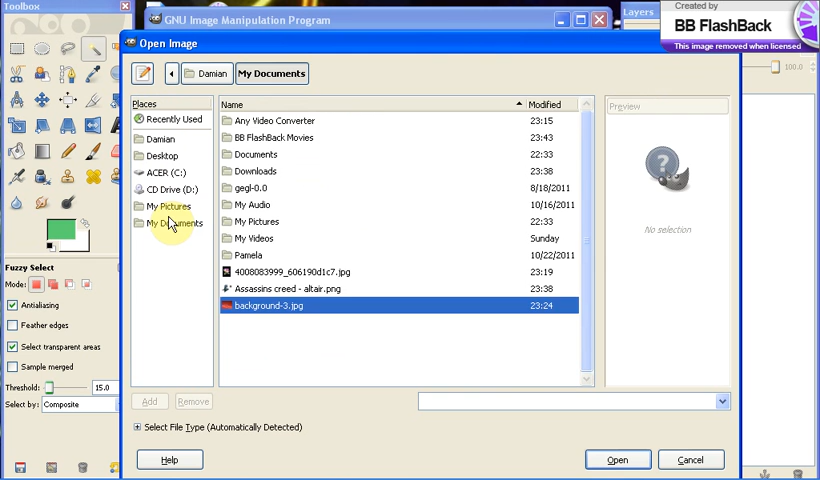 Toolbox
GNU Image Manipulation Program
Layers
Created by
BB FlashBack
This image removed when licensed
Open Image
100.0
Damian
My Documents
Places
Name
Modified
Preview
Recently Used
Damian
Desktop
ACER (C:)
CD Drive (D:)
My Pictures
My Documents
Any Video Converter
23:15
BB FlashBack Movies
23:43
Documents
22:33
Downloads
23:38
gegl-0.0
8/18/2011
My Audio
10/16/2011
My Pictures
22:33
My Videos
Sunday
Pamela
10/22/2011
4008083999_606190d1c7.jpg
23:19
Assassins creed - altair.png
23:38
background-3.jpg
23:24
No selection
Fuzzy Select
Mode:
Antialiasing
Feather edges
Select transparent areas
Sample merged
Threshold:
15.0
Select by:
Composite
Add
Remove
Select File Type (Automatically Detected)
Help
Open
Cancel